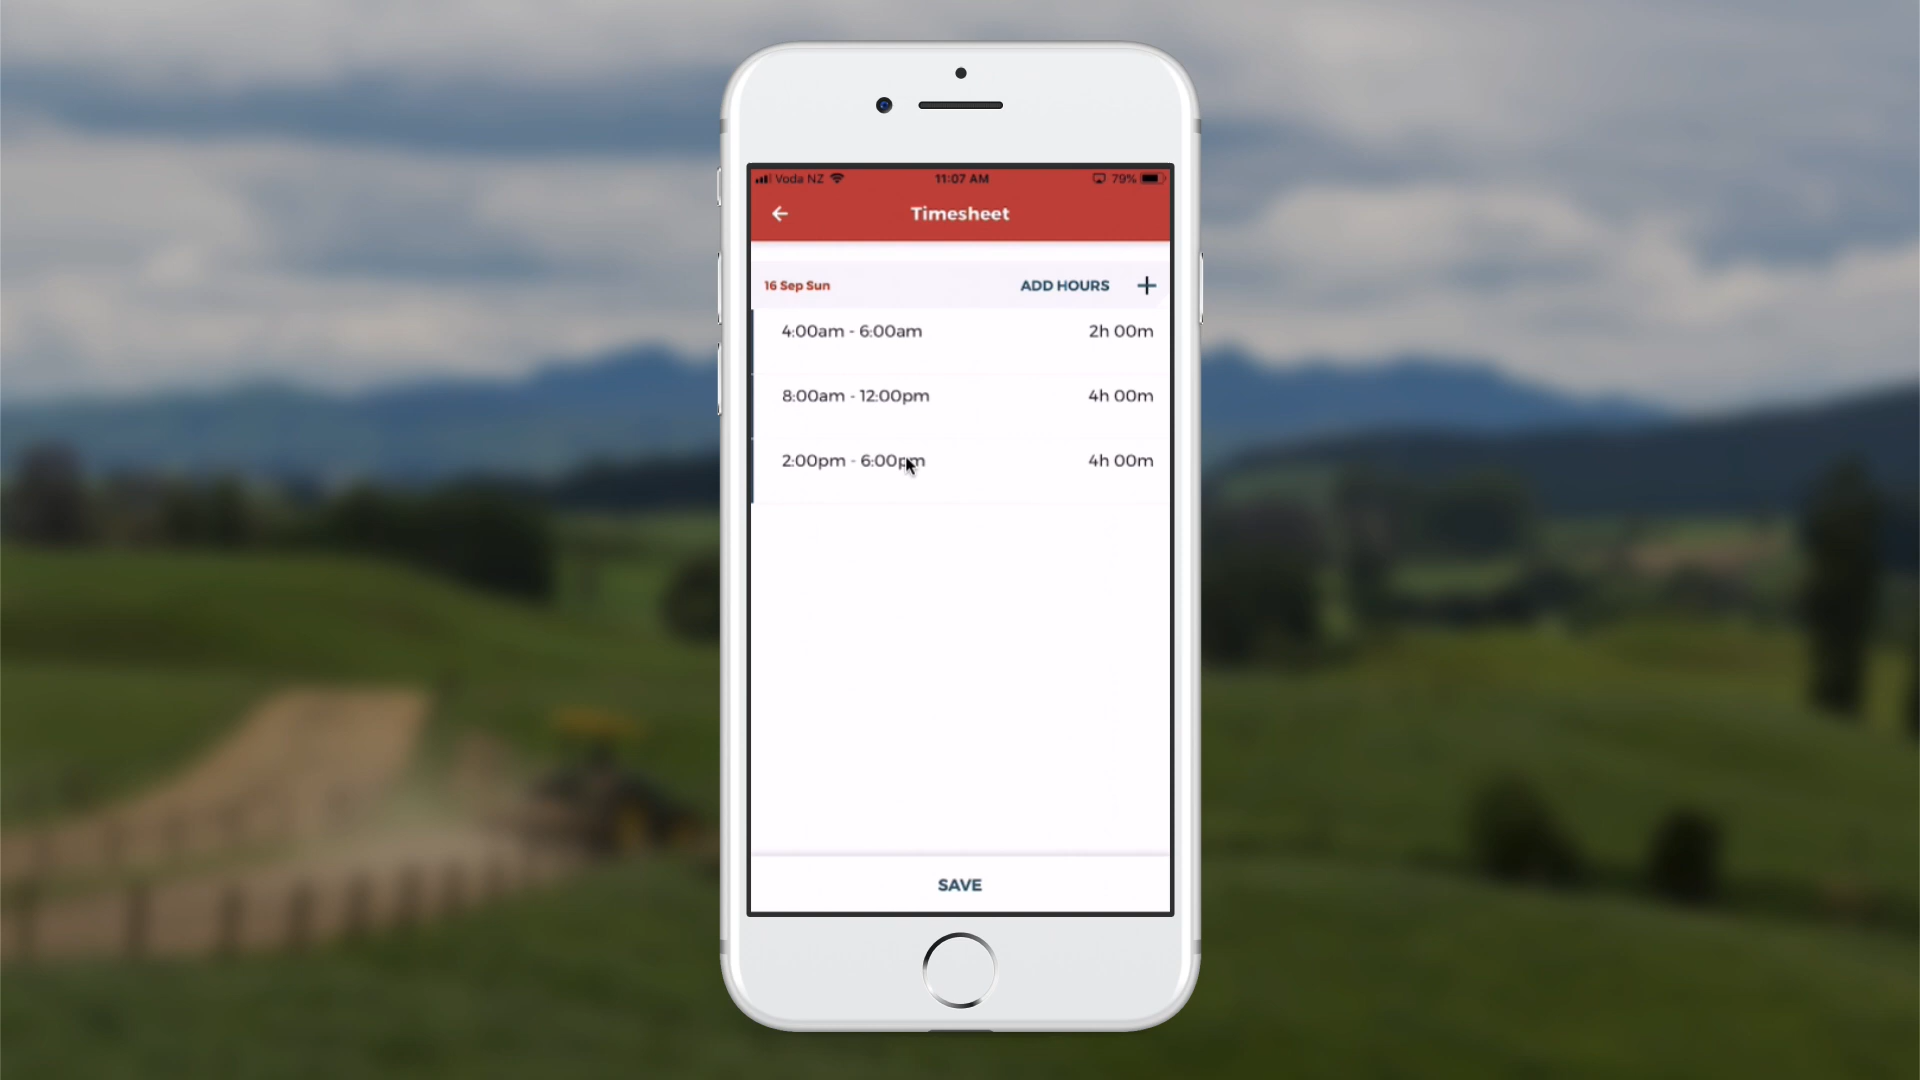 Voda NZ 11:07 AM 79%
Timesheet
16 Sep Sun ADD HOURS +
4:00am - 6:00am 2h 00m
8:00am - 12:00pm 4h 00m
2:00pm - 6:00pm 4h 00m
SAVE